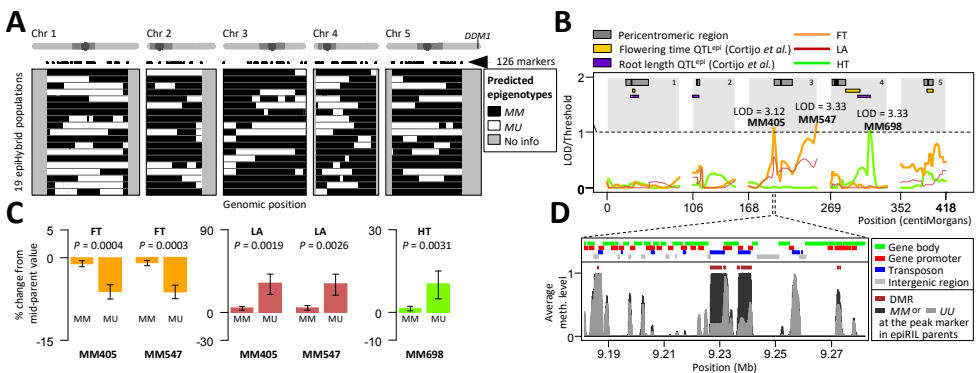 A
Chr 1 Chr 2 Chr 3 Chr 4 Chr 5
DDM1
126 markers
19 epiHybrid populations
Predicted epigenotypes
MM
MU
No info
Genomic position
B
Pericentromeric region
Flowering time QTLepi (Cortijo et al.)
Root length QTLepi (Cortijo et al.)
FT
LA
HT
LOD/Threshold
2
1
0
0
1 2 3 4 5
LOD = 3.12
MM405
LOD = 3.33
MM547
LOD = 3.33
MM698
0 106 168 269 352 418
Position (centiMorgans)
C
% change from mid-parent value
5
-15
FT
P = 0.0004
MM MU
MM405
FT
P = 0.0003
MM MU
MM547
90
0
-30
LA
P = 0.0019
MM MU
MM405
LA
P = 0.0026
MM MU
MM547
30
0
-10
HT
P = 0.0031
MM MU
MM698
D
Gene body
Gene promoter
Transposon
Intergenic region
DMR
MM or UU
at the peak marker
in epiRIL parents
Average meth. level
1
0
9.19 9.21 9.23 9.25 9.27
Position (Mb)